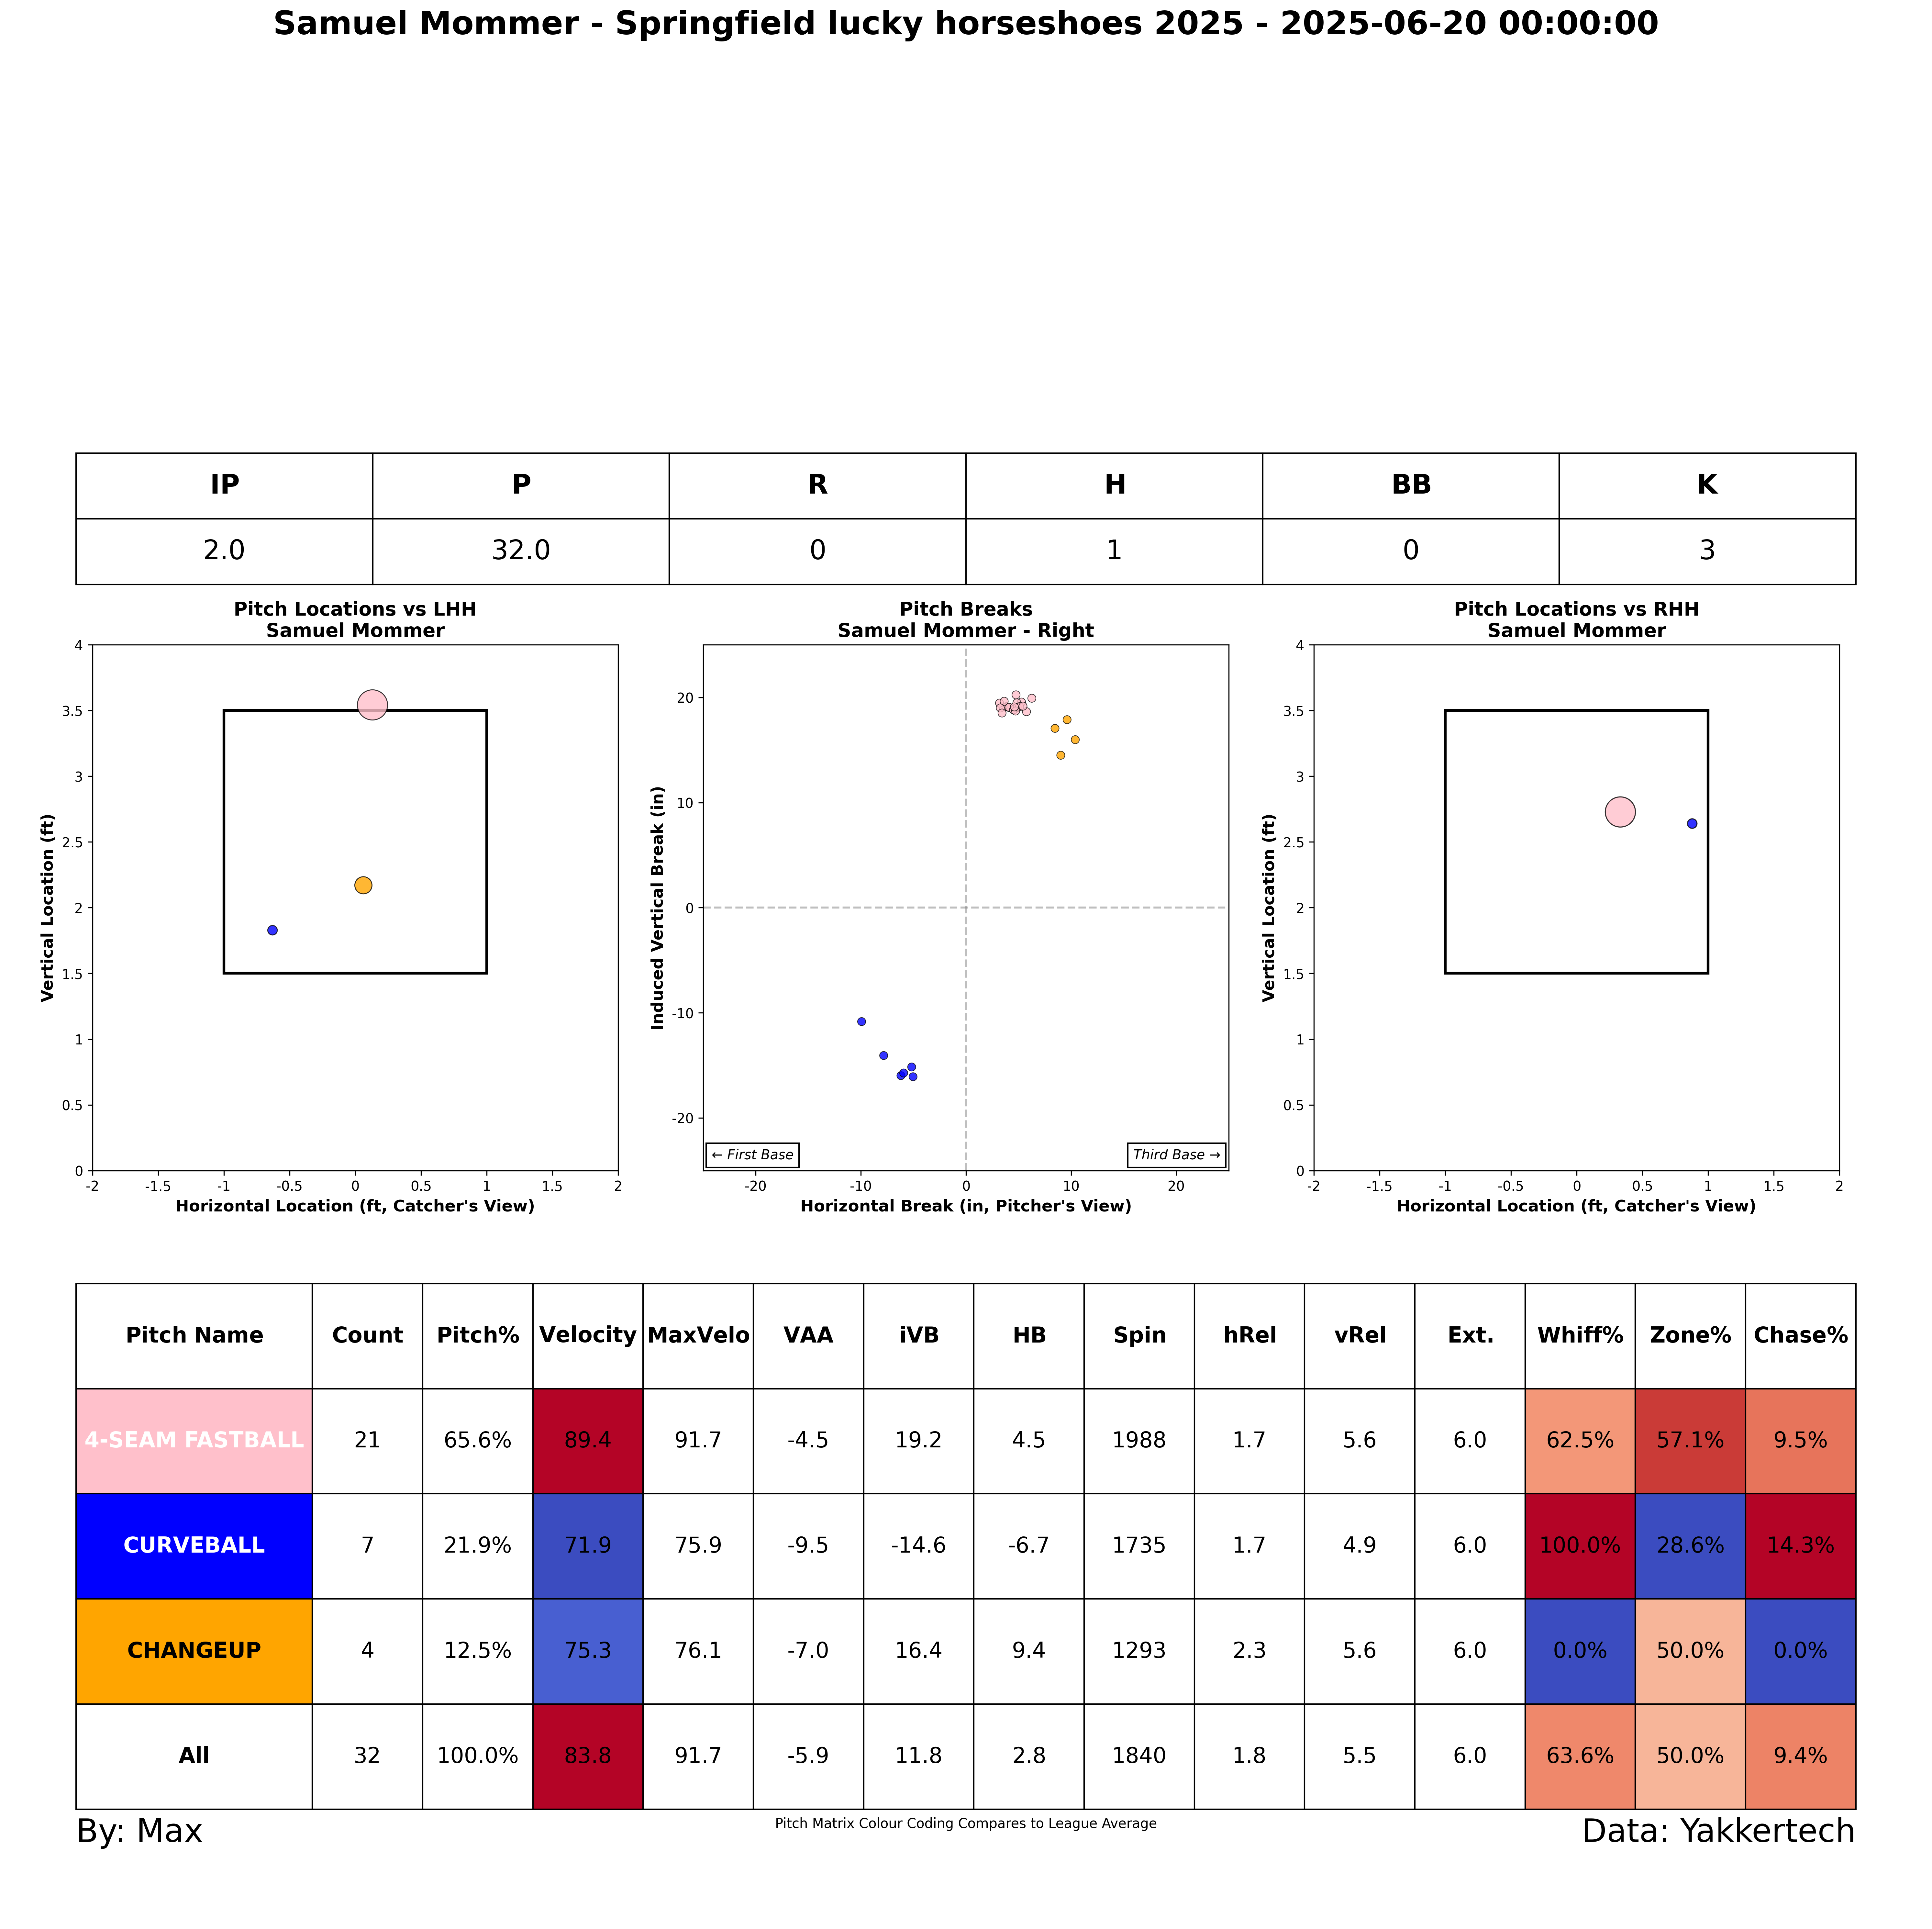 Samuel Mommer - Springfield lucky horseshoes 2025 - 2025-06-20 00:00:00
IP P R H BB K
2.0 32.0 0 1 0 3
Pitch Locations vs LHH
Samuel Mommer
4
3.5
3
2.5
2
1.5
1
0.5
0
Vertical Location (ft)
-2 -1.5 -1 -0.5 0 0.5 1 1.5 2
Horizontal Location (ft, Catcher's View)
Pitch Breaks
Samuel Mommer - Right
20
10
0
-10
-20
Induced Vertical Break (in)
← First Base
Third Base →
-20 -10 0 10 20
Horizontal Break (in, Pitcher's View)
Pitch Locations vs RHH
Samuel Mommer
4
3.5
3
2.5
2
1.5
1
0.5
0
Vertical Location (ft)
-2 -1.5 -1 -0.5 0 0.5 1 1.5 2
Horizontal Location (ft, Catcher's View)
Pitch Name Count Pitch% Velocity MaxVelo VAA iVB HB Spin hRel vRel Ext. Whiff% Zone% Chase%
4-SEAM FASTBALL 21 65.6% 89.4 91.7 -4.5 19.2 4.5 1988 1.7 5.6 6.0 62.5% 57.1% 9.5%
CURVEBALL 7 21.9% 71.9 75.9 -9.5 -14.6 -6.7 1735 1.7 4.9 6.0 100.0% 28.6% 14.3%
CHANGEUP 4 12.5% 75.3 76.1 -7.0 16.4 9.4 1293 2.3 5.6 6.0 0.0% 50.0% 0.0%
All 32 100.0% 83.8 91.7 -5.9 11.8 2.8 1840 1.8 5.5 6.0 63.6% 50.0% 9.4%
By: Max
Pitch Matrix Colour Coding Compares to League Average
Data: Yakkertech